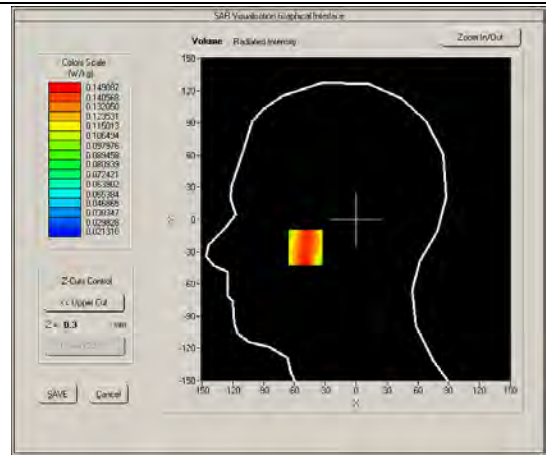 SAR Visualisation Graphical Interface
Volume Radiated Intensity
Zoom In/Out
Colors Scale
(W/kg)
0.149082
0.140568
0.132050
0.123531
0.115013
0.106494
0.097976
0.089458
0.080939
0.072421
0.063902
0.055384
0.046865
0.038347
0.029828
0.021310
150
120
90
60
30
0
-30
-60
-90
-120
-150
Y
-150 -120 -90 -60 -30 0 30 60 90 120 150
X
Z-Cuts Control
<< Upper Cut
Z = 0.3 mm
SAVE
Cancel